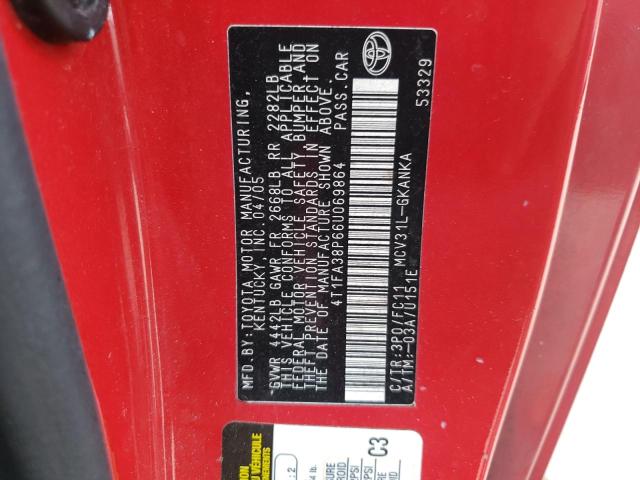 MFD. BY: TOYOTA MOTOR MANUFACTURING,
KENTUCKY, INC. 04/05
GVWR 4442LB GAWR FR 2668LB RR 2282LB
THIS VEHICLE CONFORMS TO ALL APPLICABLE
FEDERAL MOTOR VEHICLE SAFETY, BUMPER, AND
THEFT PREVENTION STANDARDS IN EFFECT ON
THE DATE OF MANUFACTURE SHOWN ABOVE.
4T1FA38P66U069864 PASS. CAR
C/TR: 3P0/FC11 MCV31L-GKANKA
A/TM: -03A/U151E
53329
VÉHICULE
: 2
C3